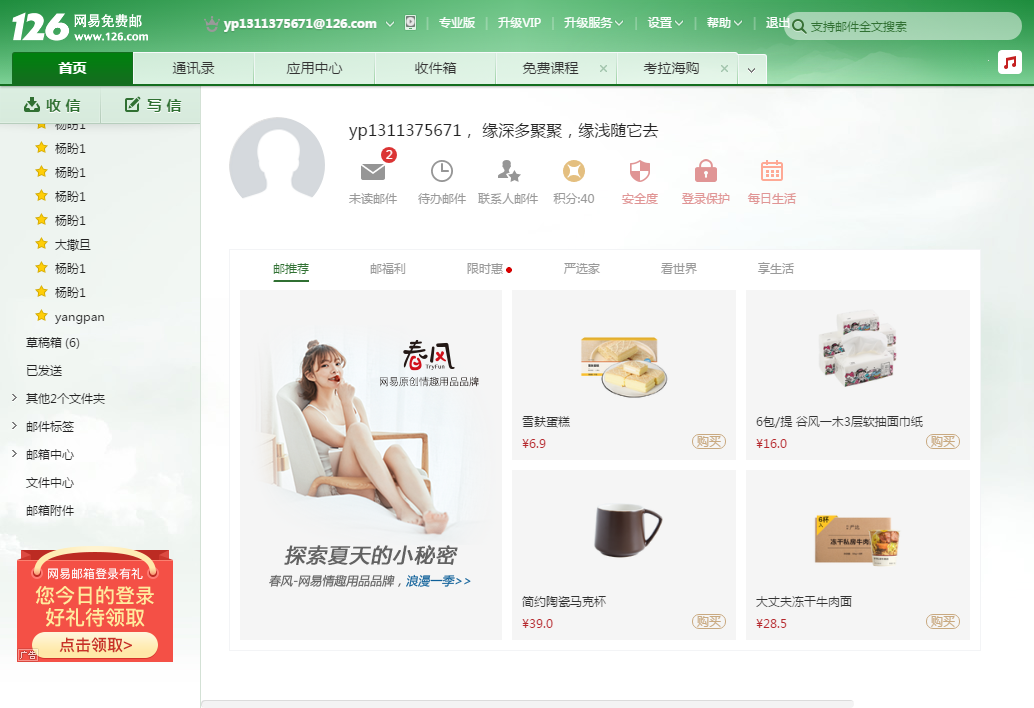 126 网易免费邮
www.126.com
yp1311375671@126.com
专业版
升级VIP
升级服务
设置
帮助
退出
支持邮件全文搜索
首页
通讯录
应用中心
收件箱
免费课程
考拉海购
收信
写信
杨盼1
杨盼1
杨盼1
杨盼1
杨盼1
大撒旦
杨盼1
杨盼1
yangpan
草稿箱 (6)
已发送
其他2个文件夹
邮件标签
邮箱中心
文件中心
邮箱附件
网易邮箱登录有礼
您今日的登录
好礼待领取
点击领取>
广告
yp1311375671， 缘深多聚聚，缘浅随它去
2
未读邮件
待办邮件
联系人邮件
积分:40
安全度
登录保护
每日生活
邮推荐
邮福利
限时惠
严选家
看世界
享生活
春风
TryFun
网易原创情趣用品品牌
探索夏天的小秘密
春风-网易情趣用品品牌，浪漫一季>>
雪麸蛋糕
¥6.9
购买
6包/提 谷风一木3层软抽面巾纸
¥16.0
购买
简约陶瓷马克杯
¥39.0
购买
6杯
冻干私房牛肉
大丈夫冻干牛肉面
¥28.5
购买